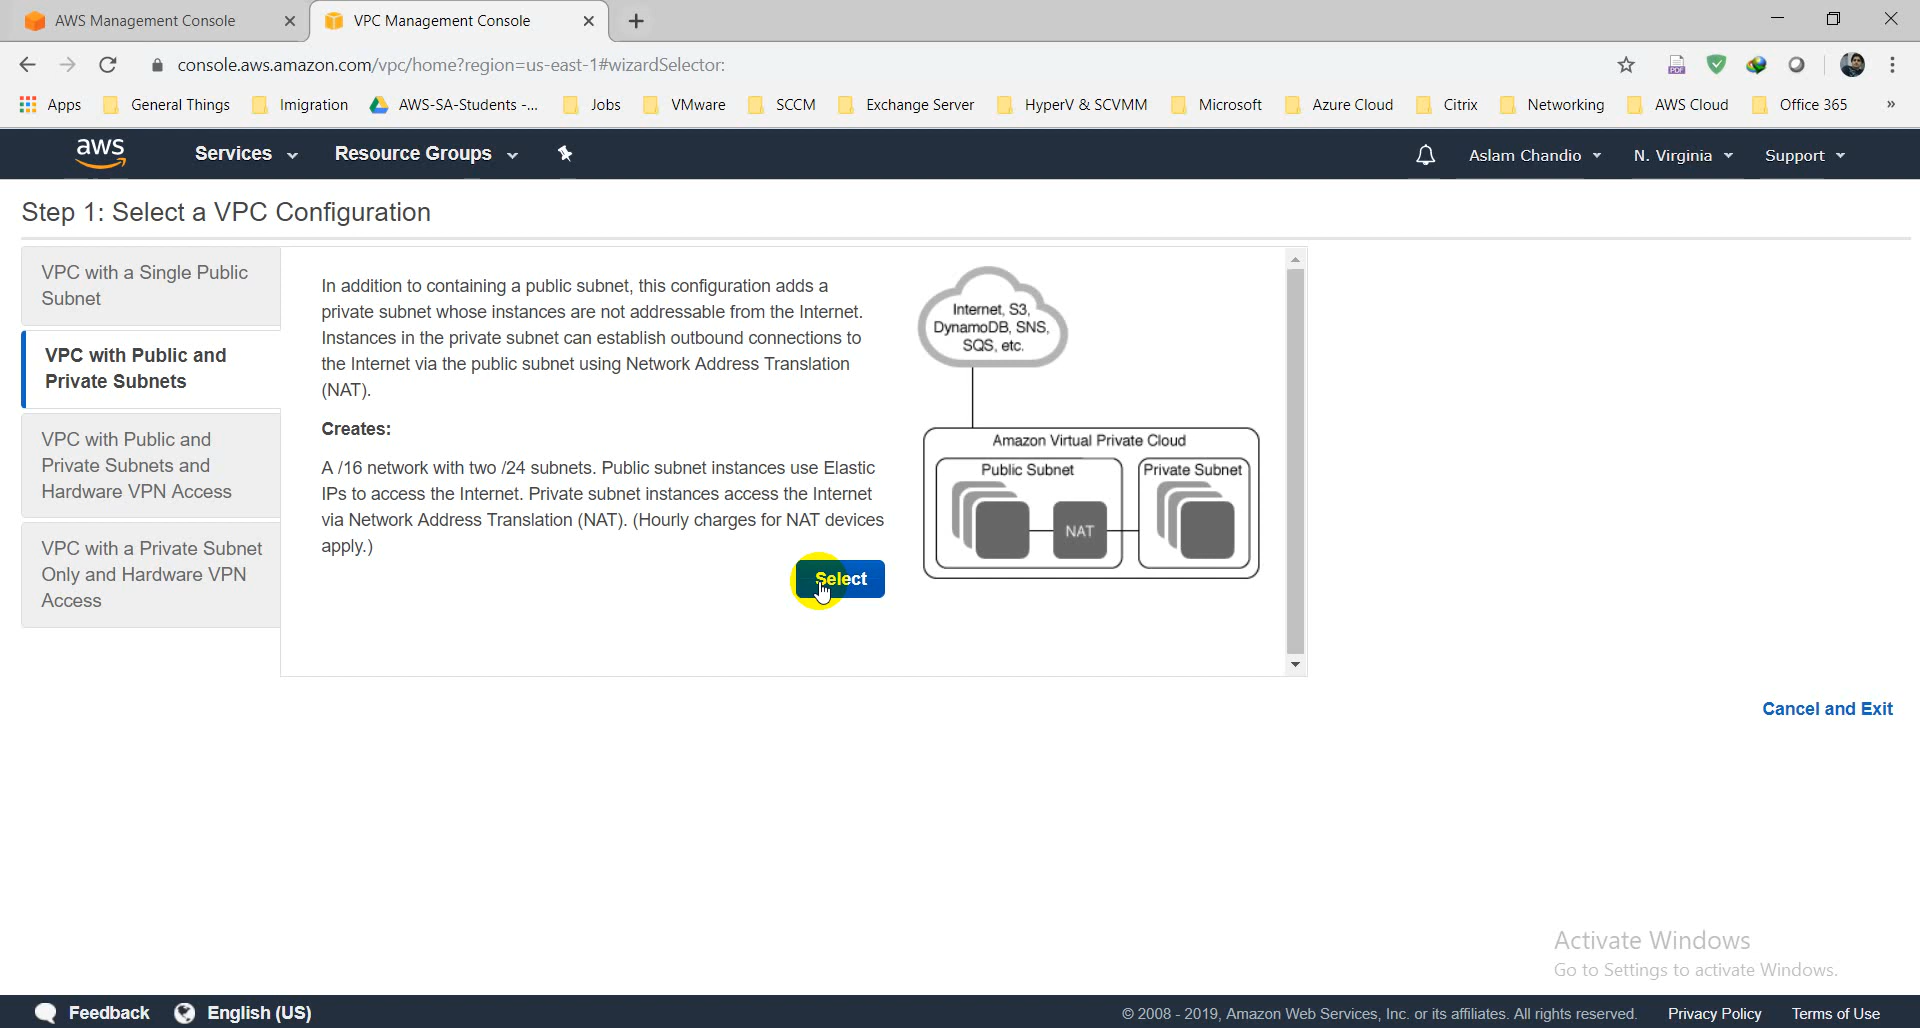 AWS Management Console
VPC Management Console
console.aws.amazon.com/vpc/home?region=us-east-1#wizardSelector:
PDF
Apps General Things Imigration AWS-SA-Students -... Jobs VMware SCCM Exchange Server HyperV & SCVMM Microsoft Azure Cloud Citrix Networking AWS Cloud Office 365 »
aws Services Resource Groups Aslam Chandio N. Virginia Support
Step 1: Select a VPC Configuration
VPC with a Single Public
Subnet
VPC with Public and
Private Subnets
VPC with Public and
Private Subnets and
Hardware VPN Access
VPC with a Private Subnet
Only and Hardware VPN
Access
In addition to containing a public subnet, this configuration adds a
private subnet whose instances are not addressable from the Internet.
Instances in the private subnet can establish outbound connections to
the Internet via the public subnet using Network Address Translation
(NAT).
Creates:
A /16 network with two /24 subnets. Public subnet instances use Elastic
IPs to access the Internet. Private subnet instances access the Internet
via Network Address Translation (NAT). (Hourly charges for NAT devices
apply.)
Select
Internet, S3,
DynamoDB, SNS,
SQS, etc.
Amazon Virtual Private Cloud
Public Subnet
Private Subnet
NAT
Cancel and Exit
Activate Windows
Go to Settings to activate Windows.
Feedback English (US) © 2008 - 2019, Amazon Web Services, Inc. or its affiliates. All rights reserved. Privacy Policy Terms of Use